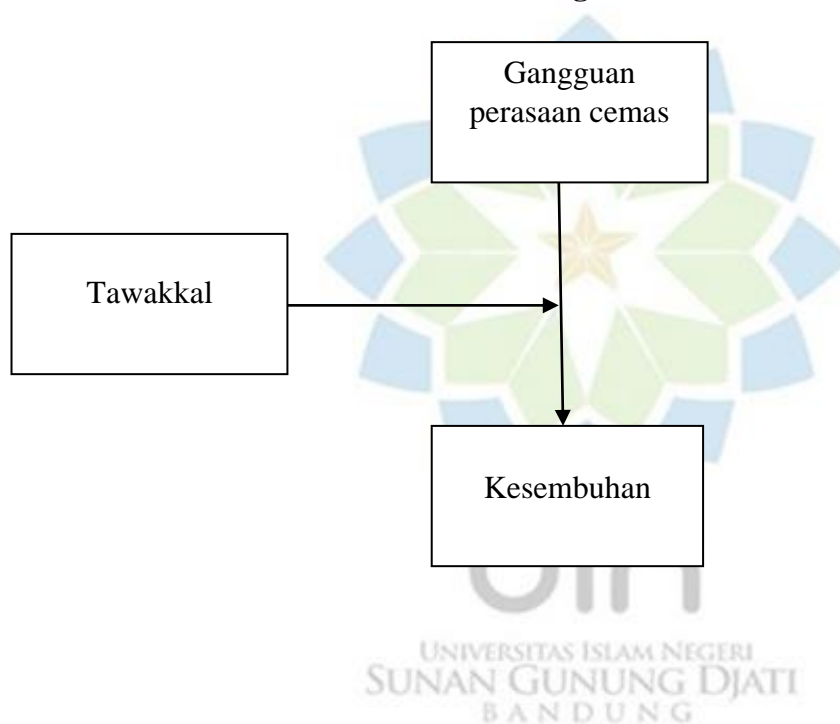 Gangguan
perasaan cemas
Tawakkal
Kesembuhan
UNIVERSITAS ISLAM NEGERI
SUNAN GUNUNG DJATI
BANDUNG